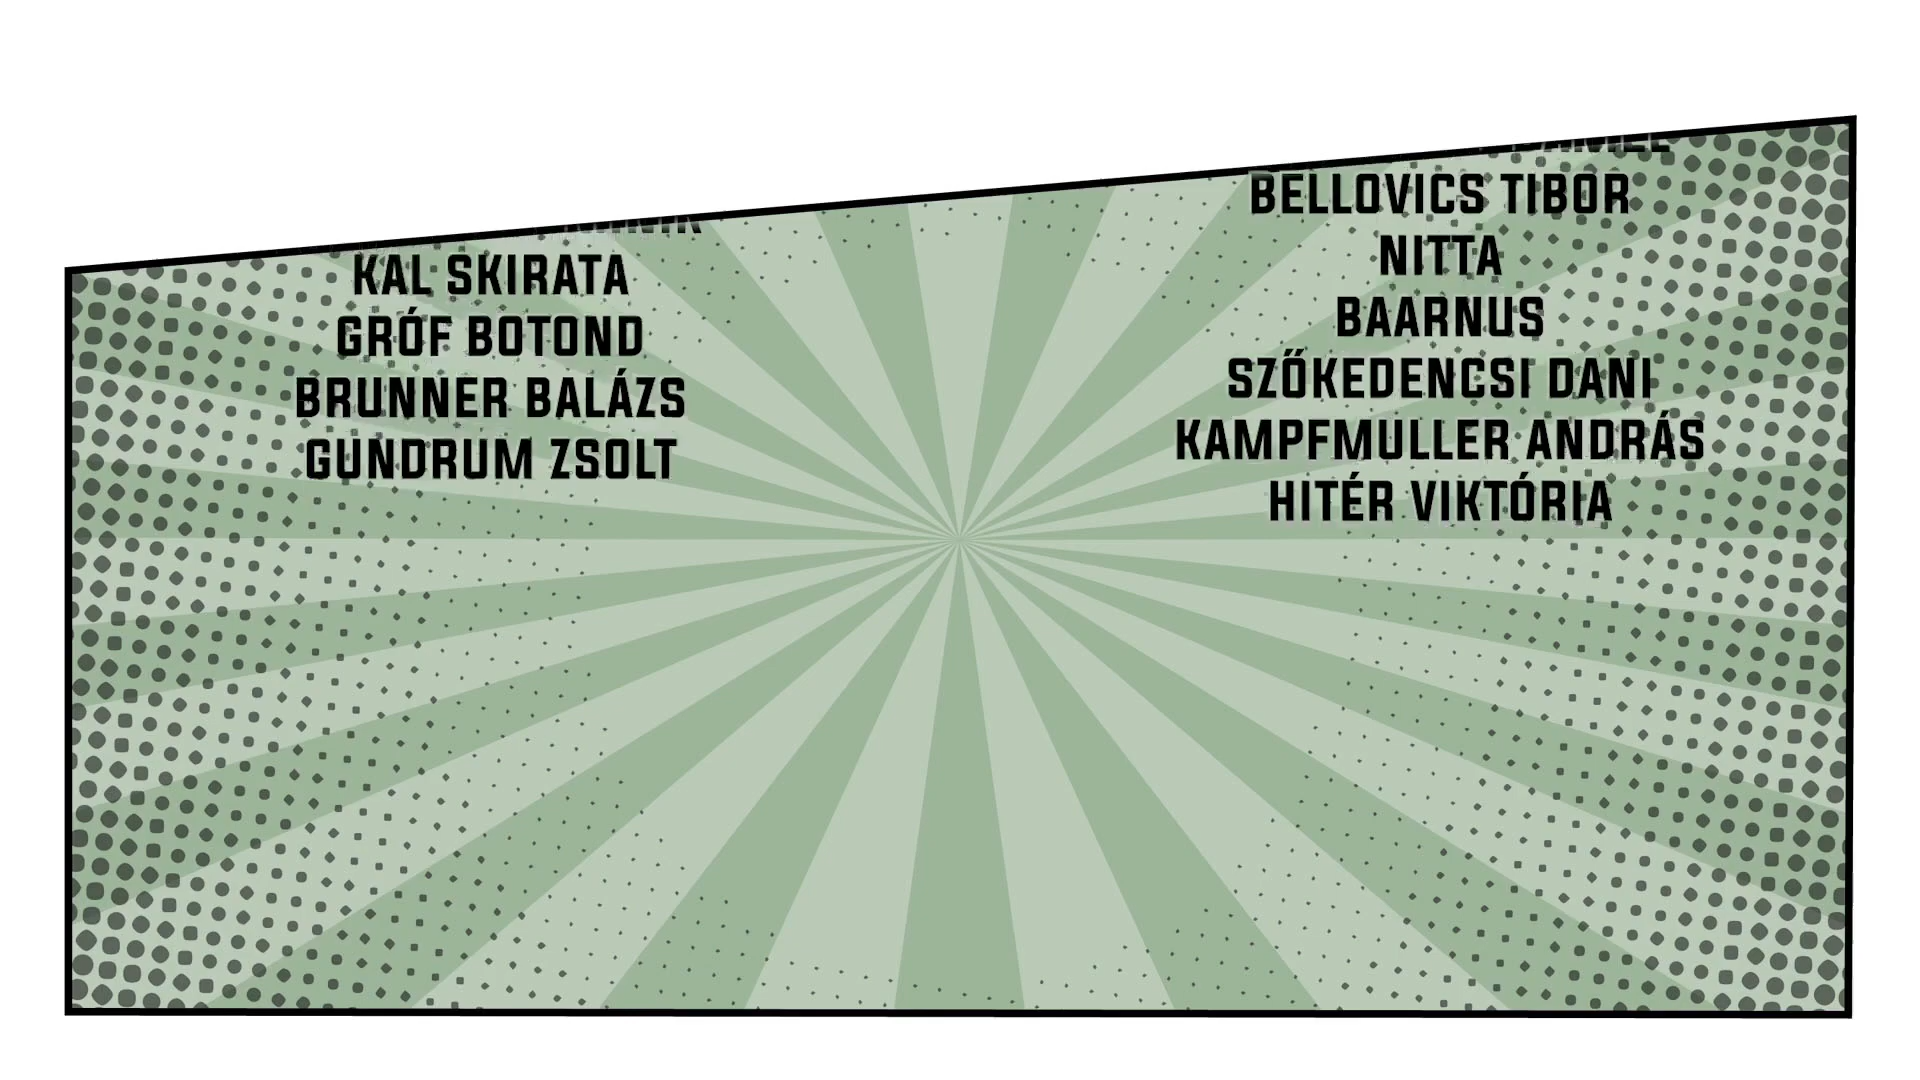 KAL SKIRATA
GRÓF BOTOND
BRUNNER BALÁZS
GUNDRUM ZSOLT
BELLOVICS TIBOR
NITTA
BAARNUS
SZŐKEDENCSI DANI
KAMPFMULLER ANDRÁS
HITÉR VIKTÓRIA